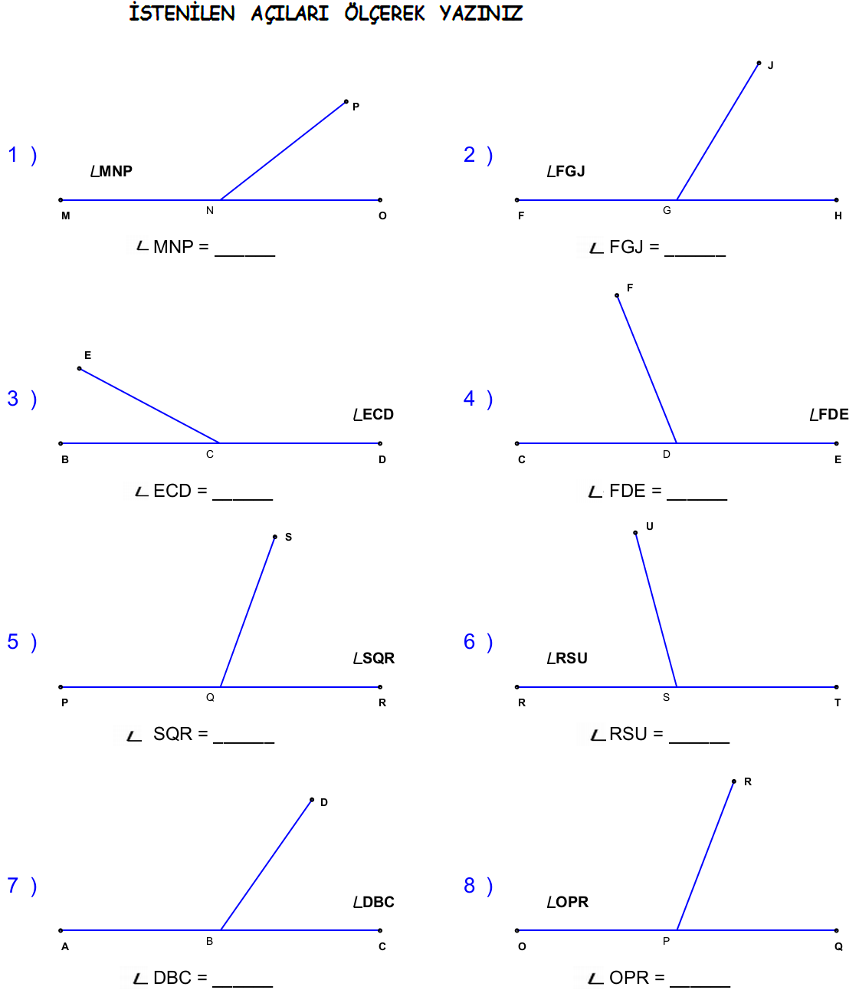 İSTENİLEN AÇILARI ÖLÇEREK YAZINIZ
1 )
∠MNP
P
M
N
O
∠ MNP = ______
2 )
∠FGJ
J
F
G
H
∠ FGJ = ______
3 )
E
∠ECD
B
C
D
∠ ECD = ______
4 )
F
∠FDE
C
D
E
∠ FDE = ______
5 )
S
∠SQR
P
Q
R
∠ SQR = ______
6 )
U
∠RSU
R
S
T
∠ RSU = ______
7 )
D
∠DBC
A
B
C
∠ DBC = ______
8 )
R
∠OPR
O
P
Q
∠ OPR = ______